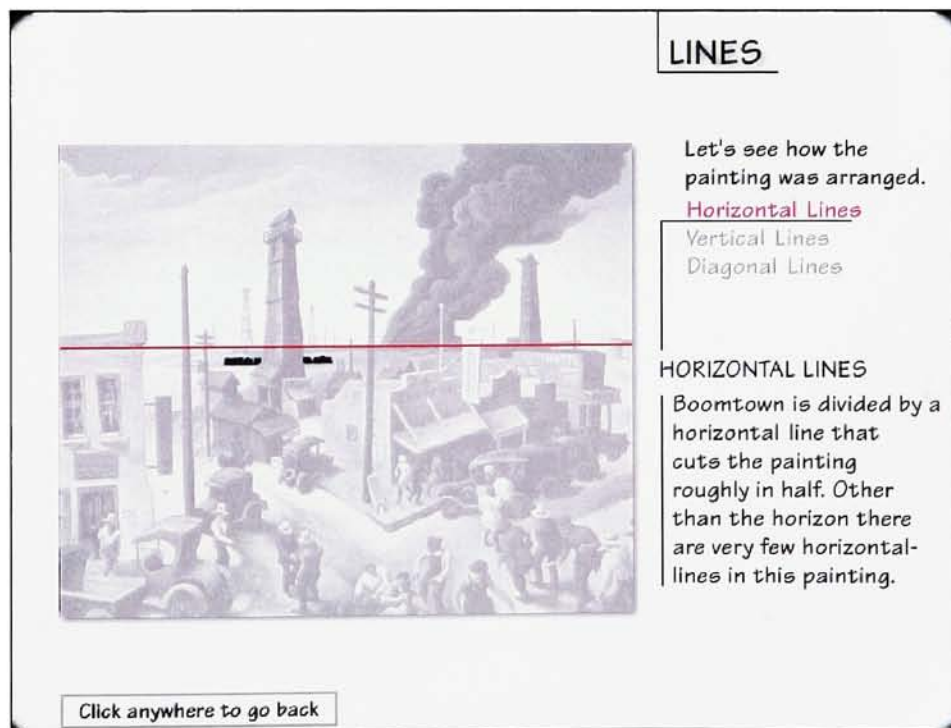 LINES
Let's see how the
painting was arranged.
Horizontal Lines
Vertical Lines
Diagonal Lines
HORIZONTAL LINES
Boomtown is divided by a
horizontal line that
cuts the painting
roughly in half. Other
than the horizon there
are very few horizontal-
lines in this painting.
Click anywhere to go back